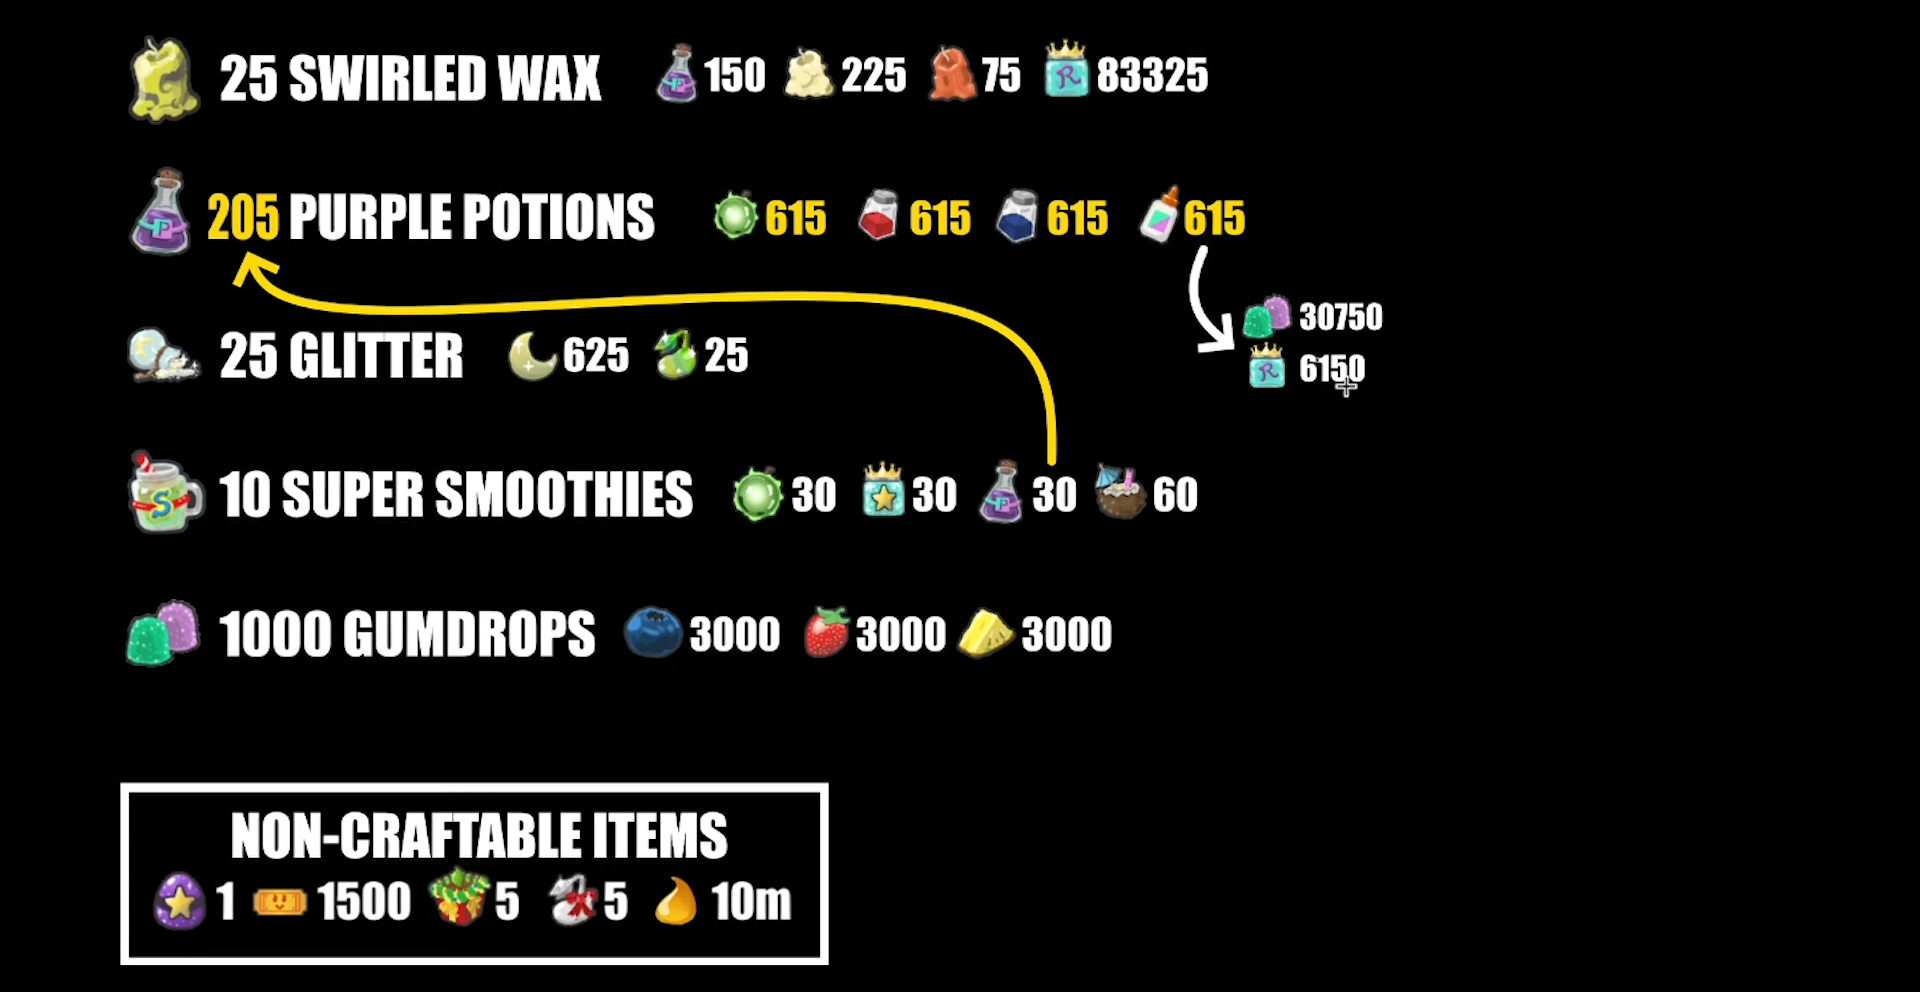 25 SWIRLED WAX 150 225 75 R 83325
P 205 PURPLE POTIONS 615 615 615 615
30750
25 GLITTER 625 25
R 6150
S 10 SUPER SMOOTHIES 30 30 30 60
1000 GUMDROPS 3000 3000 3000
NON-CRAFTABLE ITEMS
1 1500 5 5 10m